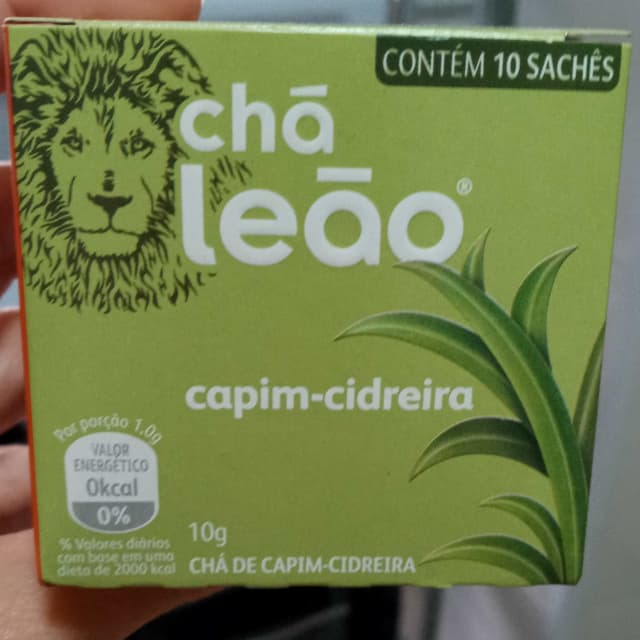 CONTÉM 10 SACHÊS
chá
leão®
capim-cidreira
Por porção 1,0g
VALOR
ENERGÉTICO
0kcal
0%
% Valores diários
com base em uma
dieta de 2000 kcal
10g
CHÁ DE CAPIM-CIDREIRA